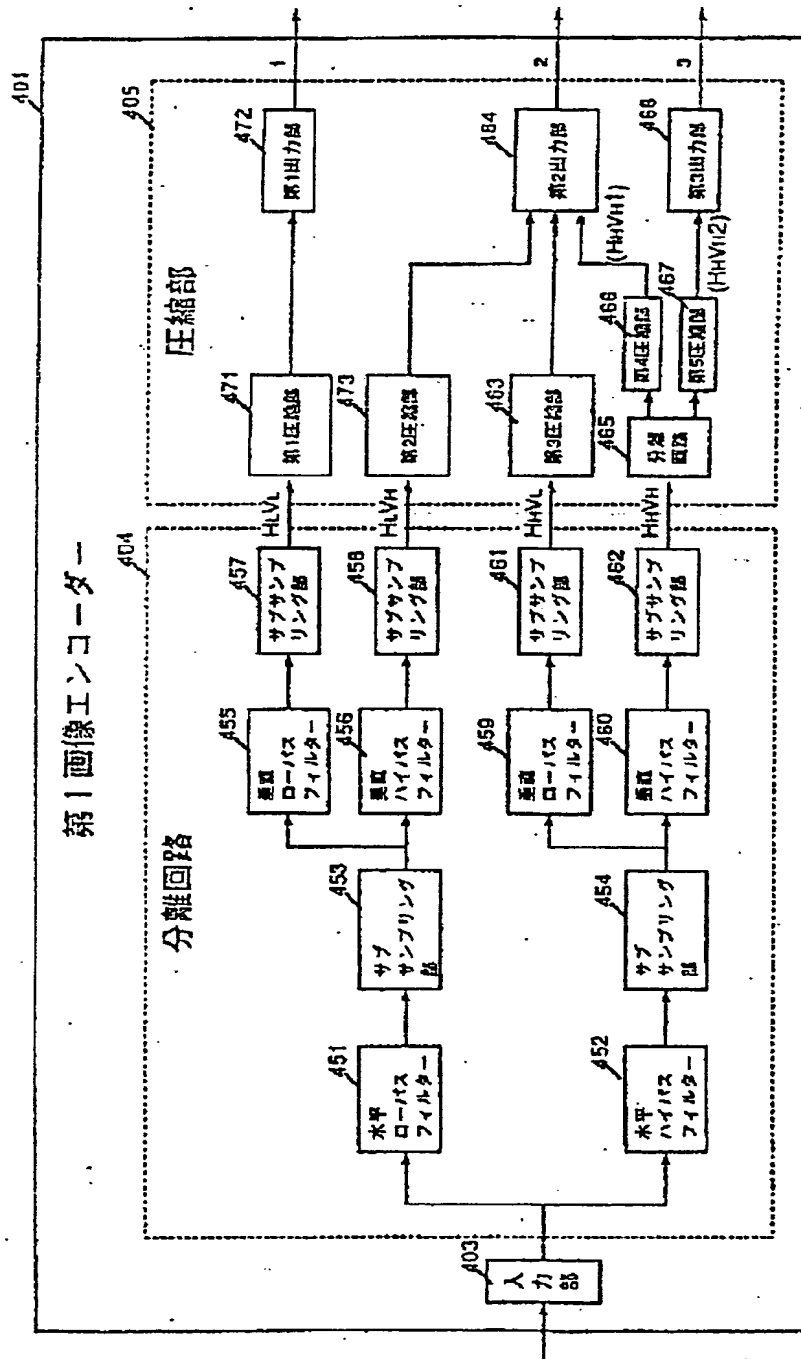 第1画像エンコーダー
401
分離回路
404
圧縮部
405
403
入力部
451
水平
ローパス
フィルター
453
サブ
サンプリング
部
455
垂直
ローパス
フィルター
457
サブサンプ
リング部
HLVL
471
第1圧縮部
472
第1出力部
1
456
垂直
ハイパス
フィルター
458
サブサンプ
リング部
HLVH
473
第2圧縮部
452
水平
ハイパス
フィルター
454
サブ
サンプリング
部
459
垂直
ローパス
フィルター
461
サブサンプ
リング部
HHVL
463
第3圧縮部
484
第2出力部
2
460
垂直
ハイパス
フィルター
462
サブサンプ
リング部
HHVH
465
分離
回路
466
第4圧縮部
(HHVH1)
467
第5圧縮部
(HHVH2)
468
第3出力部
3